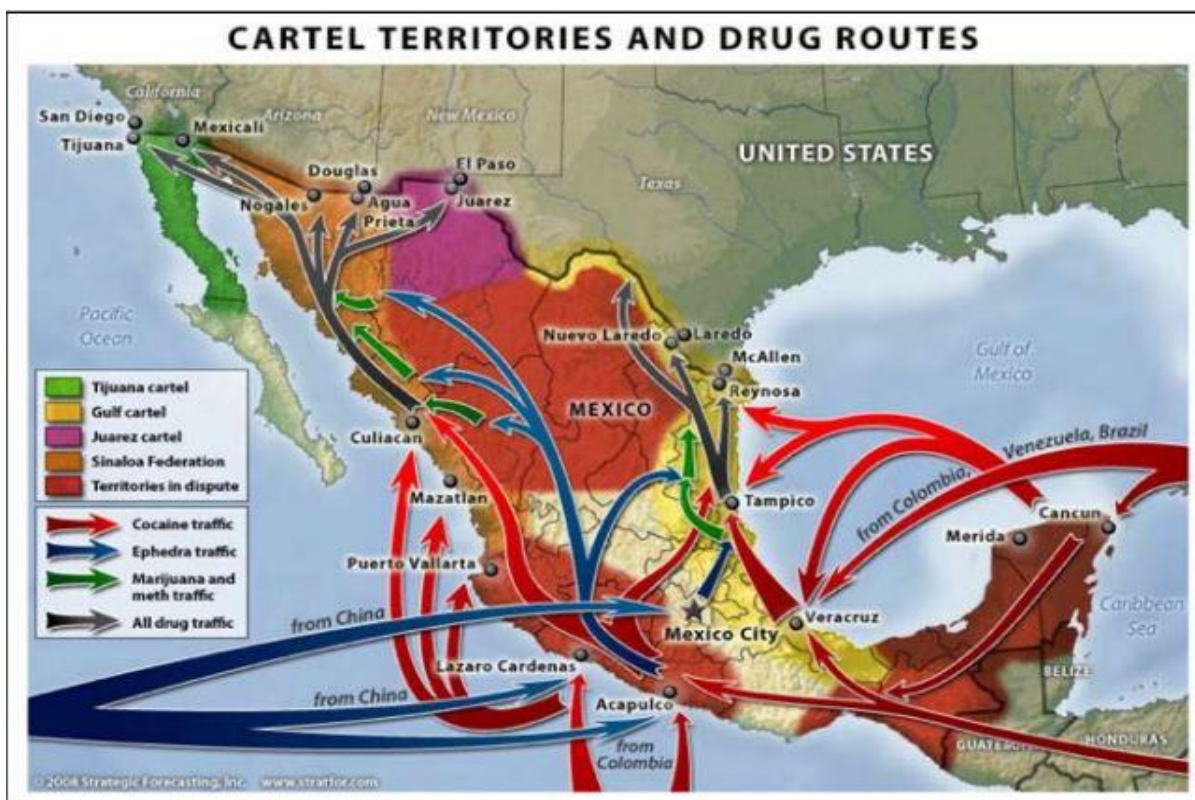 CARTEL TERRITORIES AND DRUG ROUTES
California
San Diego
Tijuana
Mexicali
Arizona
New Mexico
Douglas
El Paso
Nogales
Agua
Prieta
Juarez
Texas
UNITED STATES
Pacific
Ocean
Nuevo Laredo
Laredo
McAllen
Reynosa
Gulf of
Mexico
MEXICO
Culiacan
Mazatlan
Tampico
from Colombia, Venezuela, Brazil
Cancun
Merida
Puerto Vallarta
Veracruz
Caribbean
Sea
from China
Mexico City
Lazaro Cardenas
BELIZE
from China
Acapulco
from
Colombia
HONDURAS
Tijuana cartel
Gulf cartel
Juarez cartel
Sinaloa Federation
Territories in dispute
Cocaine traffic
Ephedra traffic
Marijuana and
meth traffic
All drug traffic
© 2008 Strategic Forecasting, Inc. www.stratfor.com